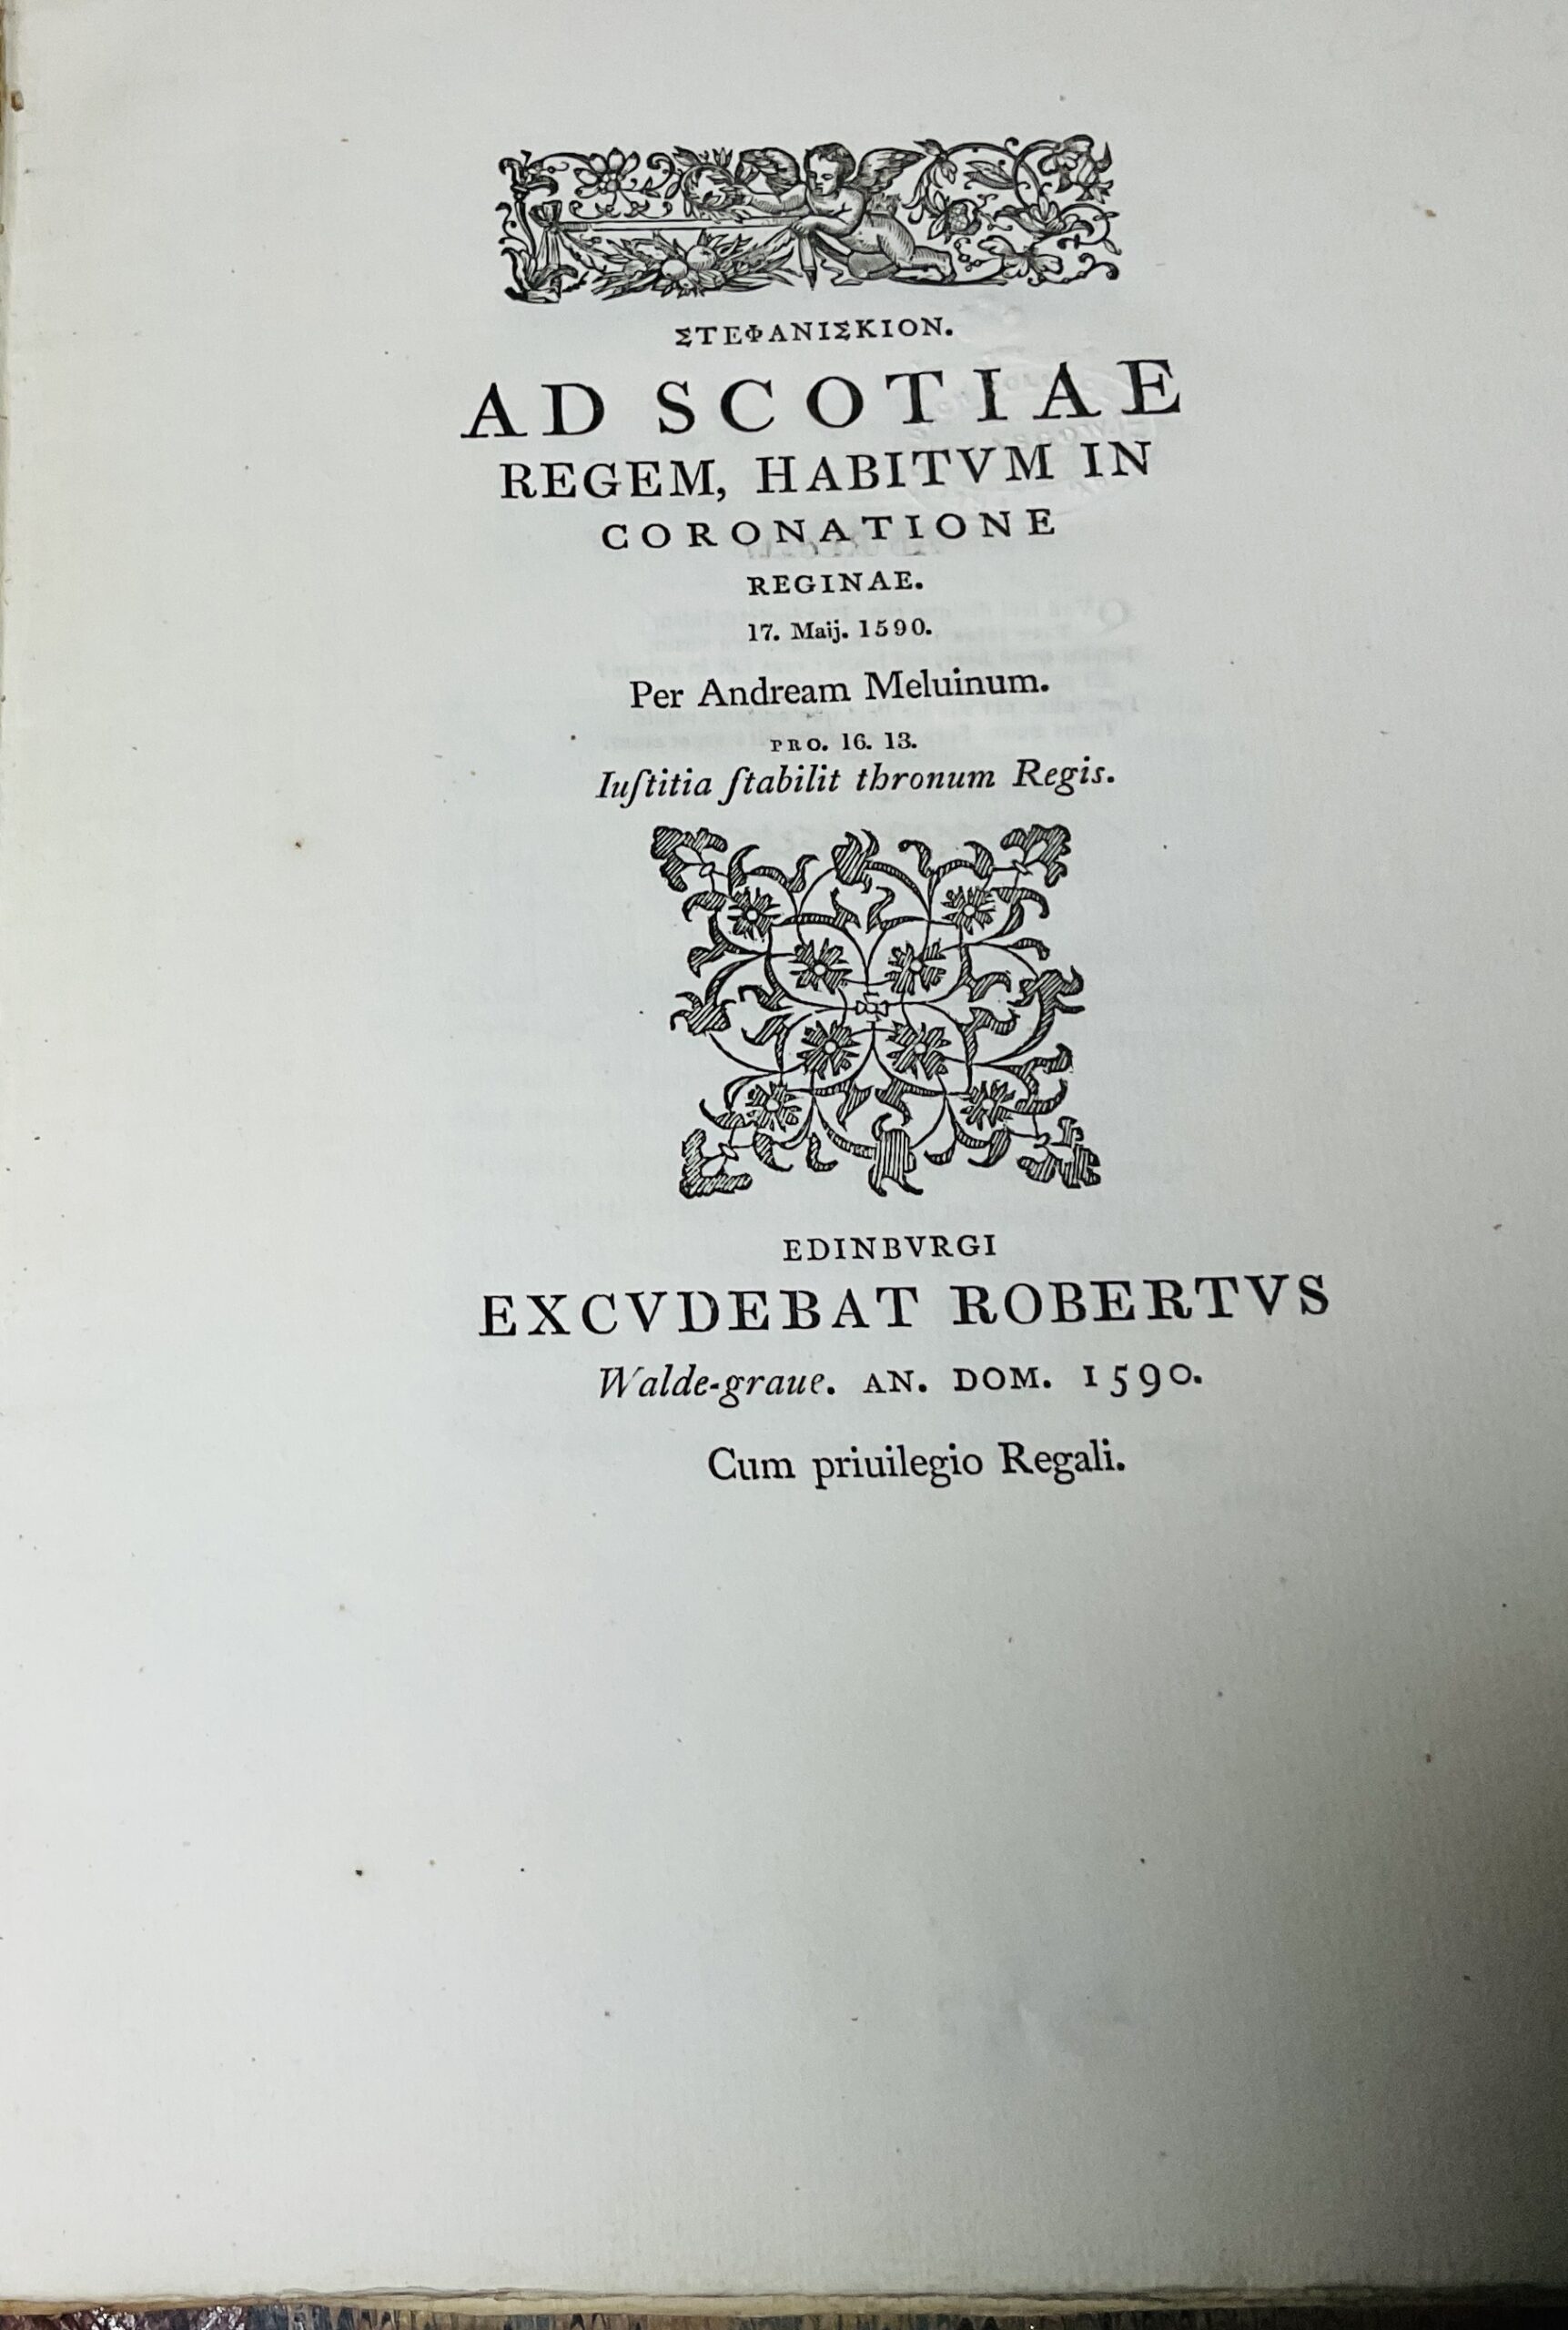 ΣΤΕΦΑΝΙΣΚΙΟΝ.
AD SCOTIAE
REGEM, HABITVM IN
CORONATIONE
REGINAE.
17. Maij. 1590.
Per Andream Meluinum.
PRO. 16. 13.
Iuſtitia ſtabilit thronum Regis.
EDINBVRGI
EXCVDEBAT ROBERTVS
Walde-graue. AN. DOM. 1590.
Cum priuilegio Regali.